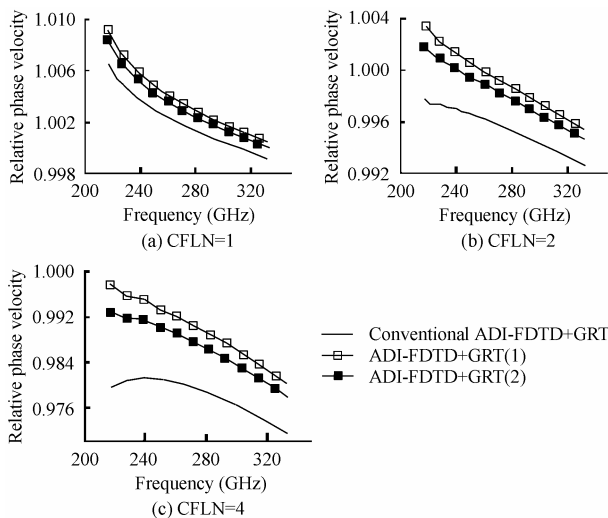 Relative phase velocity
1.010
1.006
1.002
0.998
200
240
280
320
Frequency (GHz)
(a) CFLN=1
Relative phase velocity
1.004
1.000
0.996
0.992
200
240
280
320
Frequency (GHz)
(b) CFLN=2
Relative phase velocity
1.000
0.992
0.984
0.976
200
240
280
320
Frequency (GHz)
(c) CFLN=4
Conventional ADI-FDTD+GRT
ADI-FDTD+GRT(1)
ADI-FDTD+GRT(2)